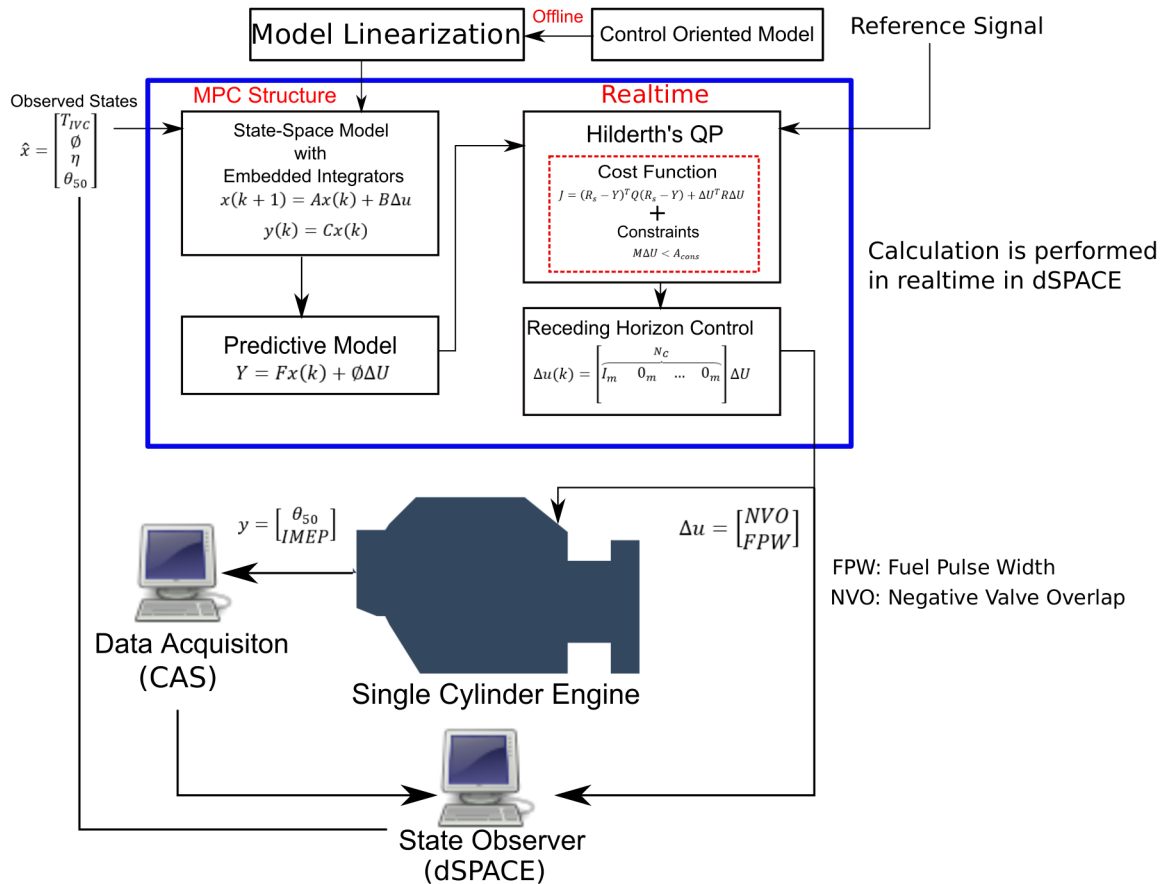 Offline
Model Linearization
Control Oriented Model
Reference Signal
Observed States
x̂ = [T_IVC
∅
η
θ_50]
MPC Structure
Realtime
State-Space Model
with
Embedded Integrators
x(k + 1) = Ax(k) + BΔu
y(k) = Cx(k)
Hilderth's QP
Cost Function
J = (R_s − Y)^T Q(R_s − Y) + ΔU^T RΔU
+
Constraints
MΔU < A_cons
Calculation is performed
in realtime in dSPACE
Predictive Model
Y = Fx(k) + ∅ΔU
Receding Horizon Control
N_C
Δu(k) = [I_m 0_m … 0_m] ΔU
y = [θ_50
IMEP]
Δu = [NVO
FPW]
FPW: Fuel Pulse Width
NVO: Negative Valve Overlap
Data Acquisiton
(CAS)
Single Cylinder Engine
State Observer
(dSPACE)